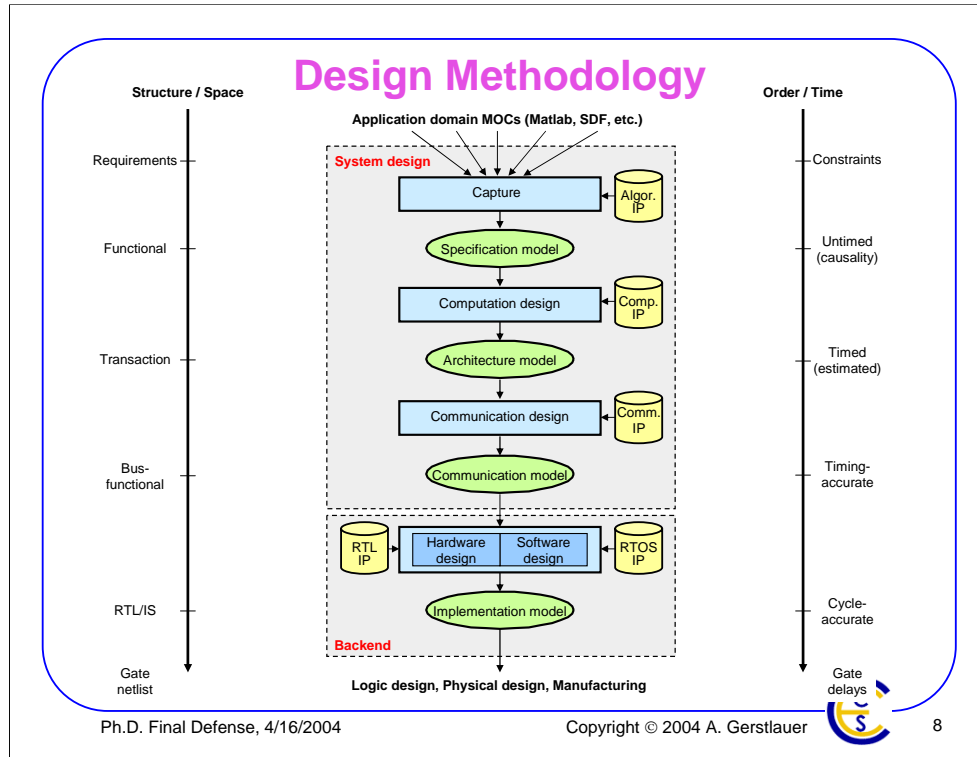 Design Methodology
Structure / Space
Order / Time
Application domain MOCs (Matlab, SDF, etc.)
Requirements
System design
Constraints
Capture
Algor.
IP
Functional
Specification model
Untimed
(causality)
Computation design
Comp.
IP
Transaction
Architecture model
Timed
(estimated)
Communication design
Comm.
IP
Bus-
functional
Communication model
Timing-
accurate
RTL
IP
Hardware
design
Software
design
RTOS
IP
RTL/IS
Implementation model
Cycle-
accurate
Backend
Gate
netlist
Logic design, Physical design, Manufacturing
Gate
delays
Ph.D. Final Defense, 4/16/2004
Copyright © 2004 A. Gerstlauer
8